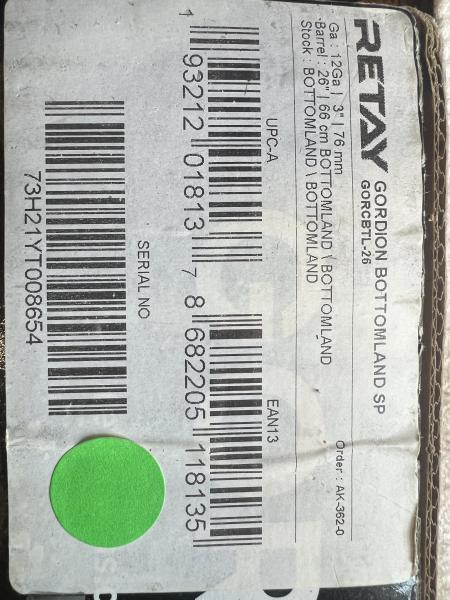 RETAY
GORDION BOTTOMLAND SP
GORCBTL-26
Order : AK-362-0
Ga : 12Ga | 3" | 76 mm
Barrel : 26" | 66 cm BOTTOMLAND \ BOTTOMLAND
Stock : BOTTOMLAND \ BOTTOMLAND
UPC-A
1 93212 01813 7
EAN13
8 682205 118135
SERIAL NO
73H21YT008654